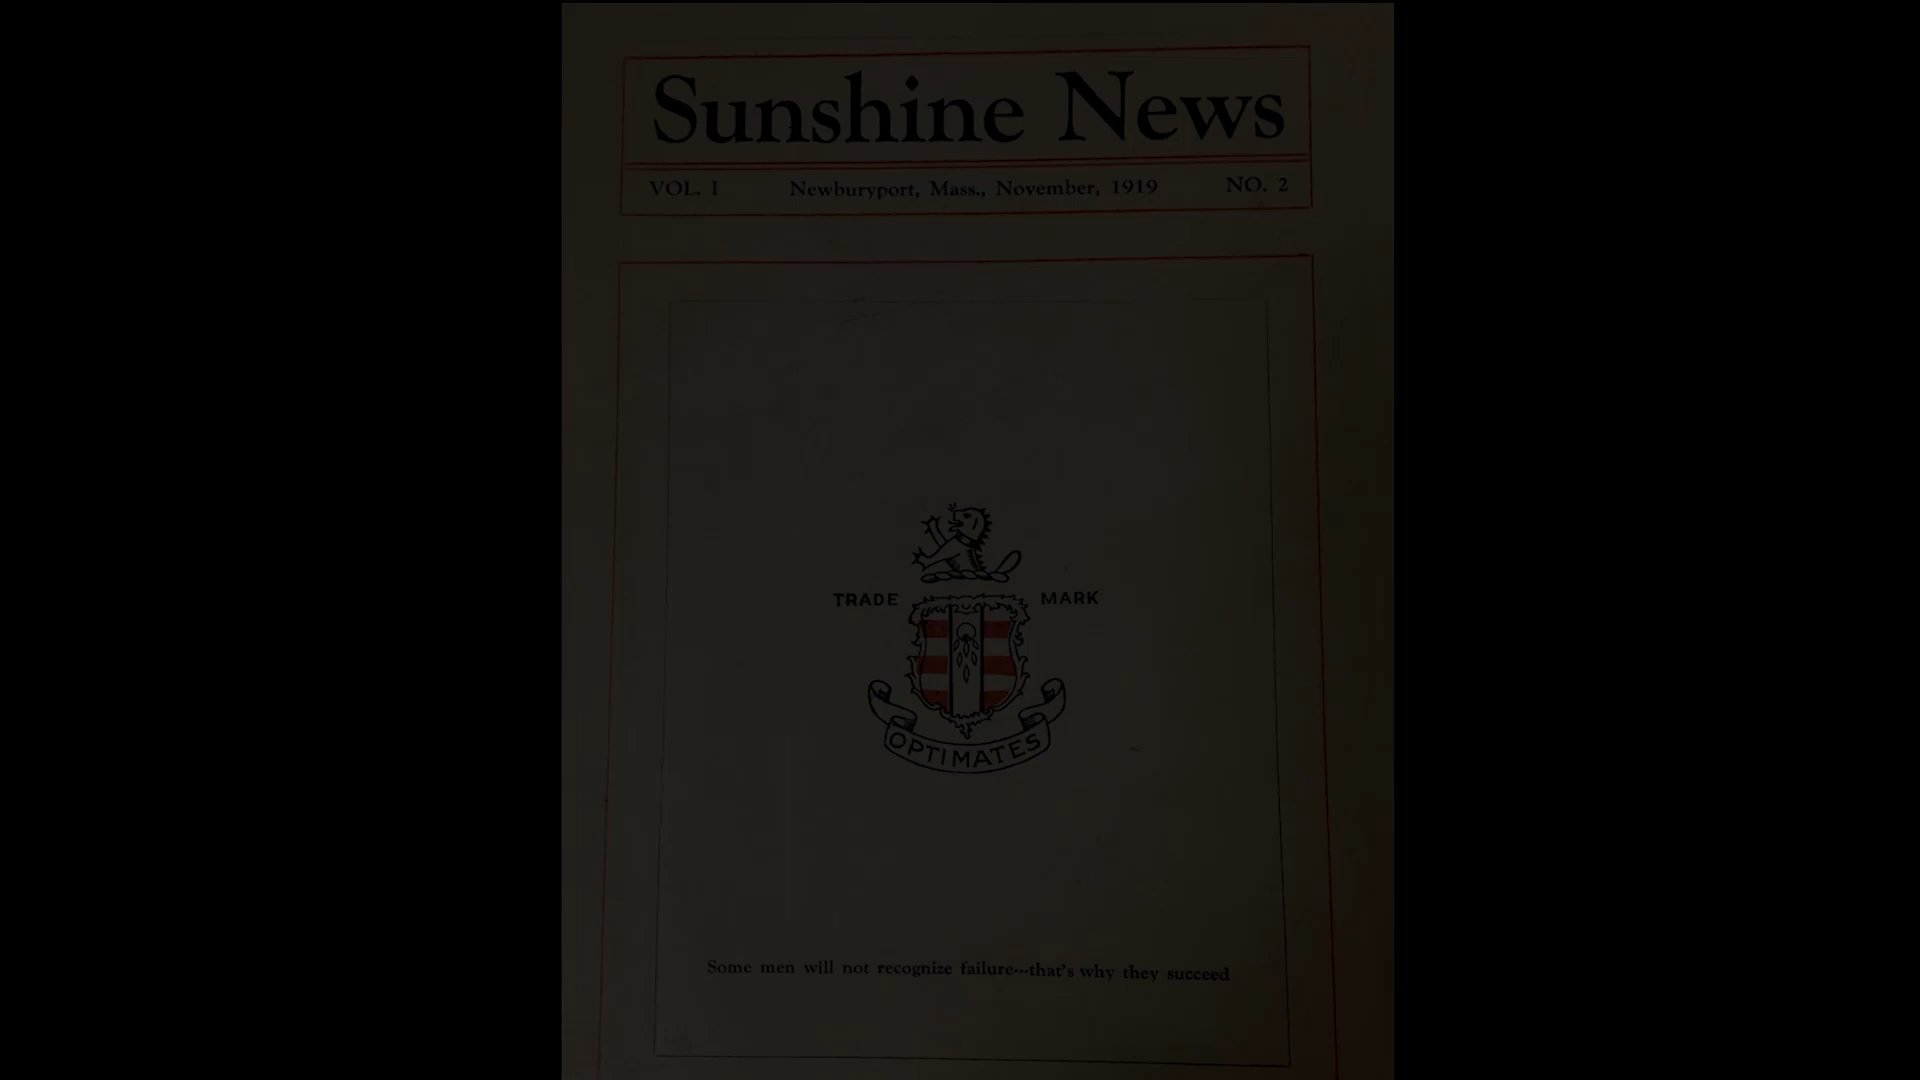 Sunshine News
VOL. I Newburyport, Mass., November, 1919 NO. 2
TRADE MARK
OPTIMATES
Some men will not recognize failure---that's why they succeed